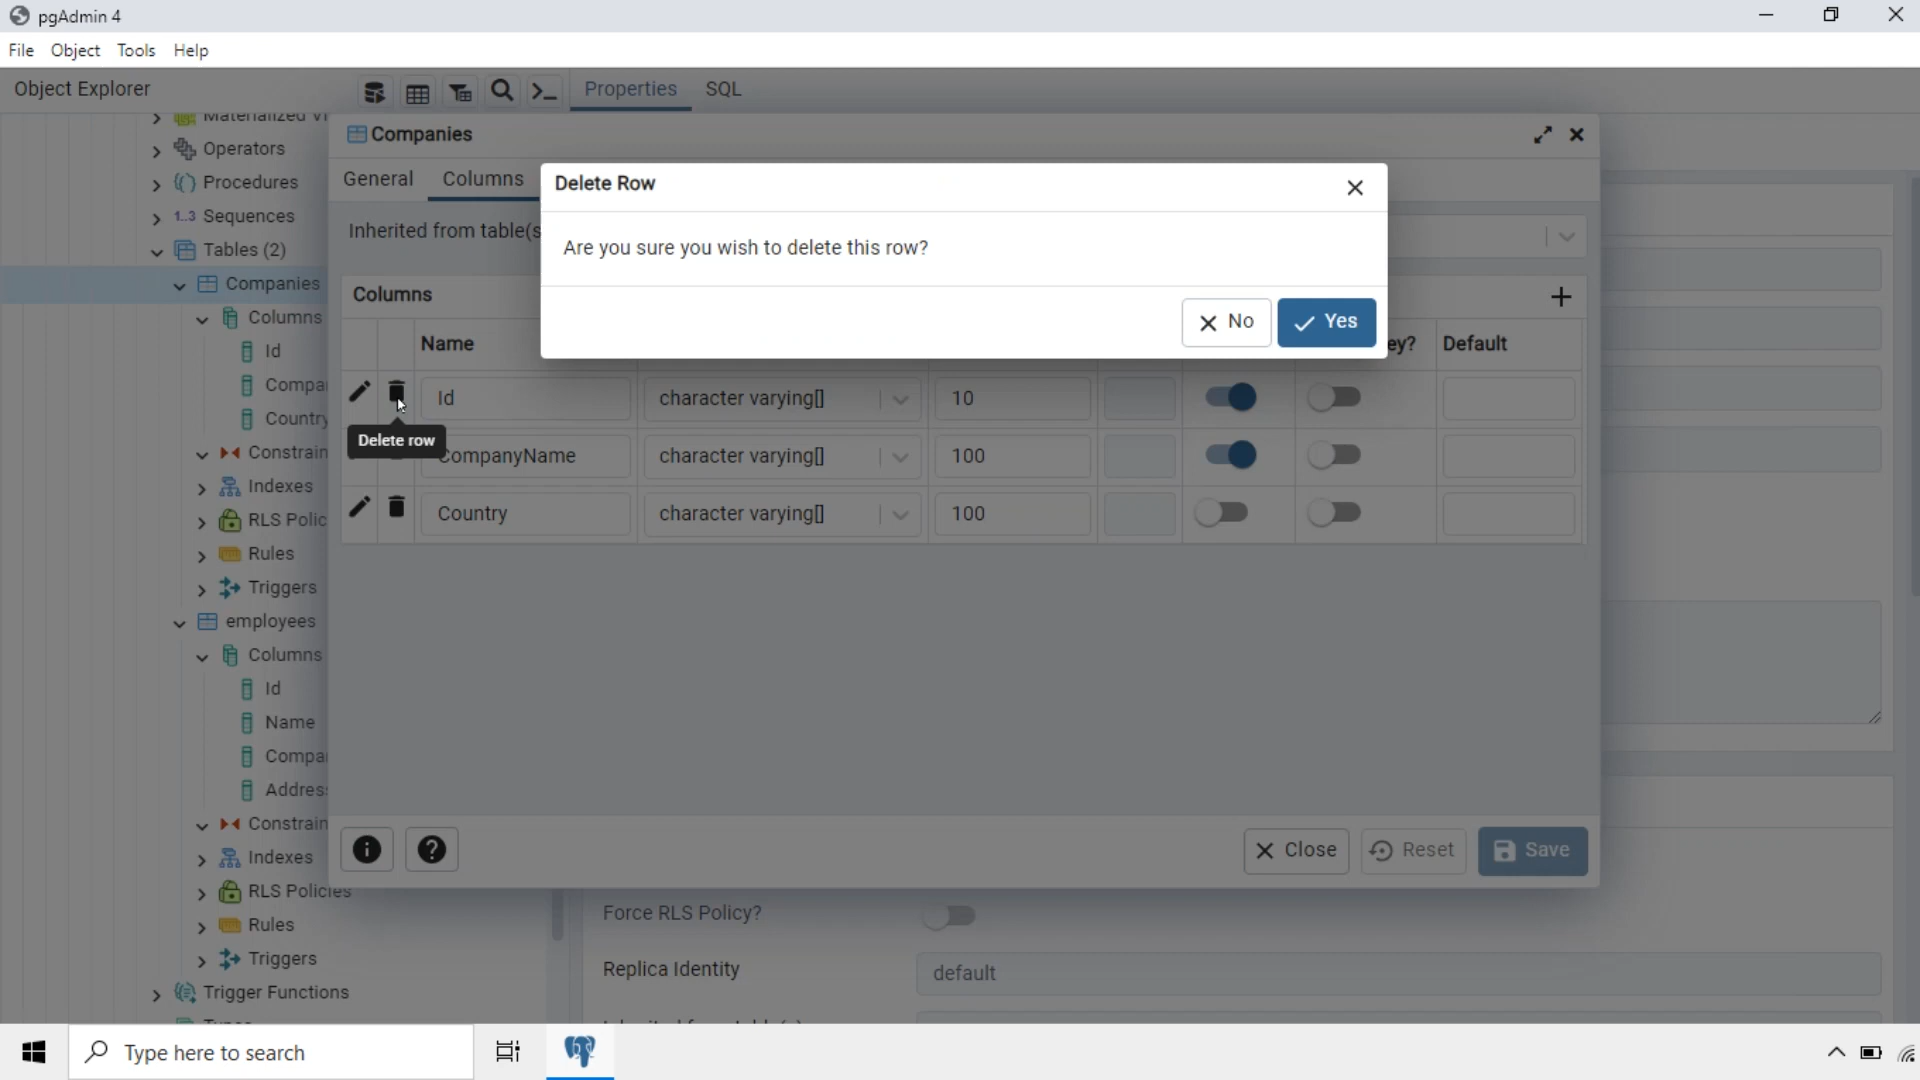 pgAdmin 4
File Object Tools Help
Object Explorer
Properties SQL
Companies
General Columns
Inherited from table(s
Columns
Name
ey? Default
Delete Row
Are you sure you wish to delete this row?
No Yes
Id character varying[] 10
Delete row
CompanyName character varying[] 100
Country character varying[] 100
Close Reset Save
Materialized Vi
Operators
Procedures
1..3 Sequences
Tables (2)
Companies
Columns
Id
Compa
Country
Constrain
Indexes
RLS Polic
Rules
Triggers
employees
Columns
Id
Name
Compa
Addres
Constrain
Indexes
RLS Policies
Rules
Triggers
Trigger Functions
Force RLS Policy?
Replica Identity default
Type here to search